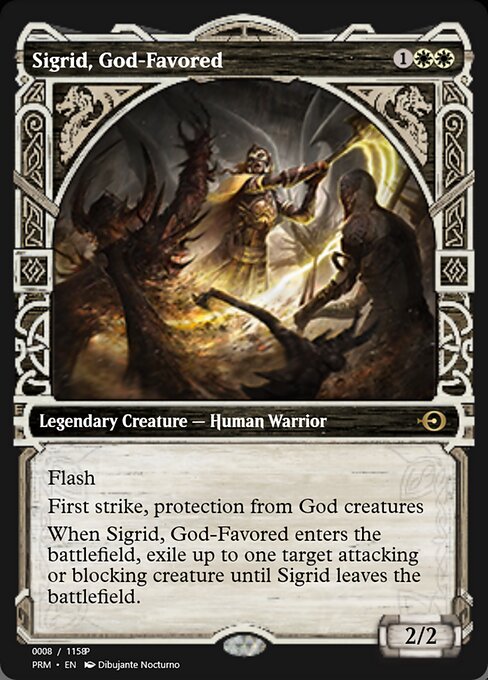 Sigrid, God-Favored 1
Legendary Creature — Human Warrior
Flash
First strike, protection from God creatures
When Sigrid, God-Favored enters the
battlefield, exile up to one target attacking
or blocking creature until Sigrid leaves the
battlefield.
2/2
0008 / 1158P
PRM • EN Dibujante Nocturno